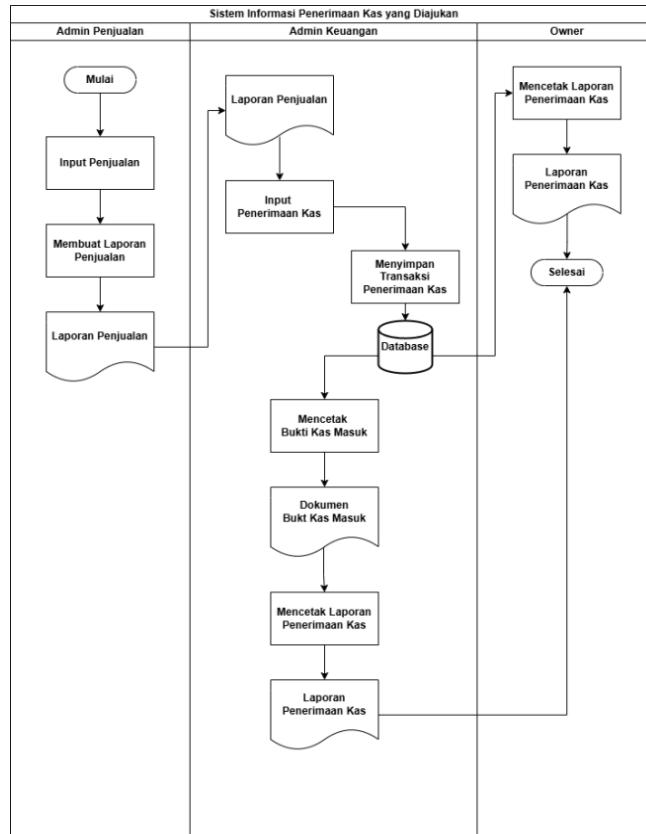 Sistem Informasi Penerimaan Kas yang Diajukan
Admin Penjualan
Admin Keuangan
Owner
Mulai
Input Penjualan
Membuat Laporan
Penjualan
Laporan Penjualan
Laporan Penjualan
Input
Penerimaan Kas
Menyimpan
Transaksi
Penerimaan Kas
Database
Mencetak
Bukti Kas Masuk
Dokumen
Bukt Kas Masuk
Mencetak Laporan
Penerimaan Kas
Laporan
Penerimaan Kas
Mencetak Laporan
Penerimaan Kas
Laporan
Penerimaan Kas
Selesai